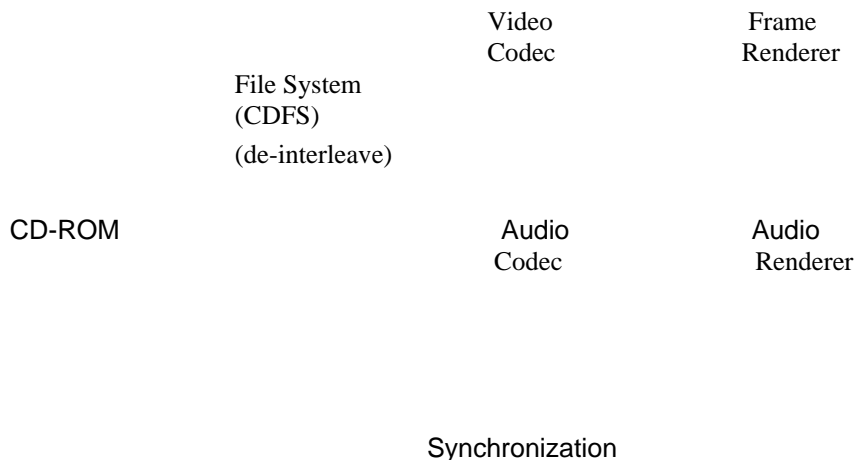 Video Frame
Codec Renderer
File System
(CDFS)
(de-interleave)
CD-ROM Audio Audio
Codec Renderer
Synchronization